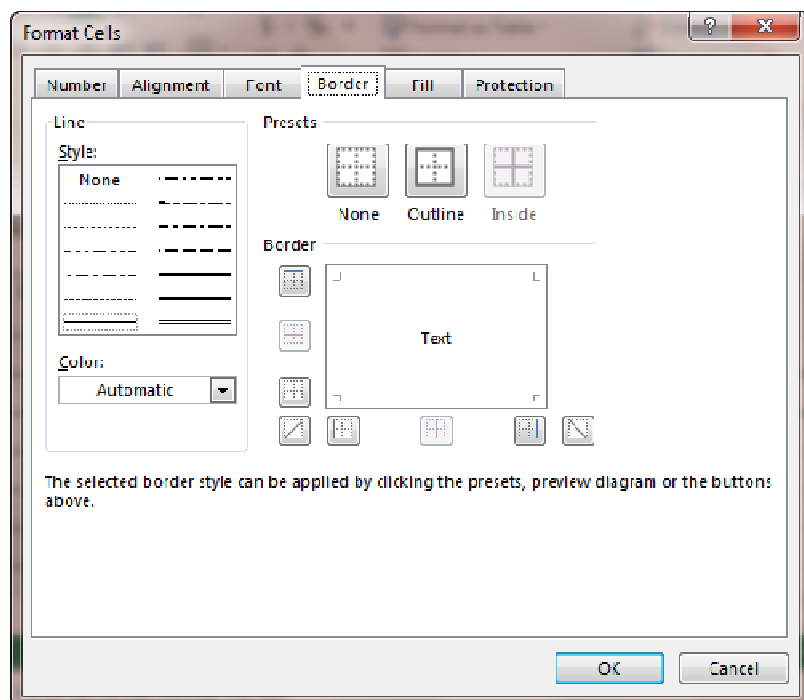 Format Cells
?
Number Alignment Font Border Fill Protection
Line
Style:
None
Color:
Automatic
Presets
None Outline Inside
Border
Text
The selected border style can be applied by clicking the presets, preview diagram or the buttons
above.
OK Cancel